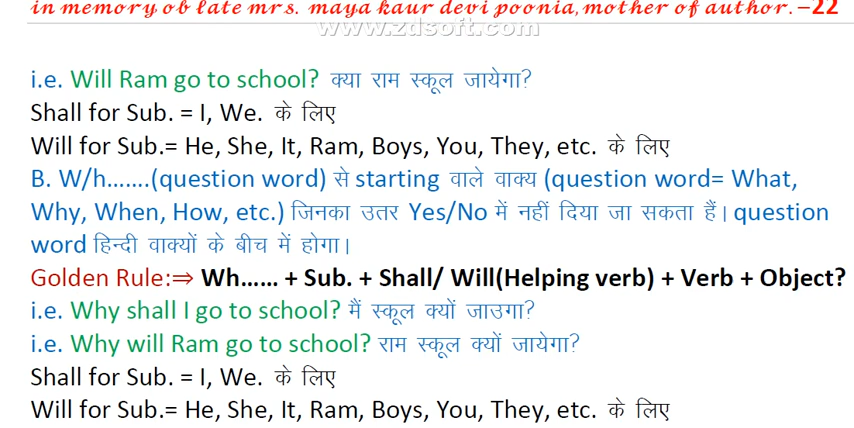 in memory ob late mrs. maya kaur devi poonia, mother of author. –22
www.zdsoft.com
i.e. Will Ram go to school? क्या राम स्कूल जायेगा?
Shall for Sub. = I, We. के लिए
Will for Sub.= He, She, It, Ram, Boys, You, They, etc. के लिए
B. W/h.......(question word) से starting वाले वाक्य (question word= What,
Why, When, How, etc.) जिनका उतर Yes/No में नहीं दिया जा सकता हैं। question
word हिन्दी वाक्यों के बीच में होगा।
Golden Rule:⇒ Wh...... + Sub. + Shall/ Will(Helping verb) + Verb + Object?
i.e. Why shall I go to school? मैं स्कूल क्यों जाउगा?
i.e. Why will Ram go to school? राम स्कूल क्यों जायेगा?
Shall for Sub. = I, We. के लिए
Will for Sub.= He, She, It, Ram, Boys, You, They, etc. के लिए